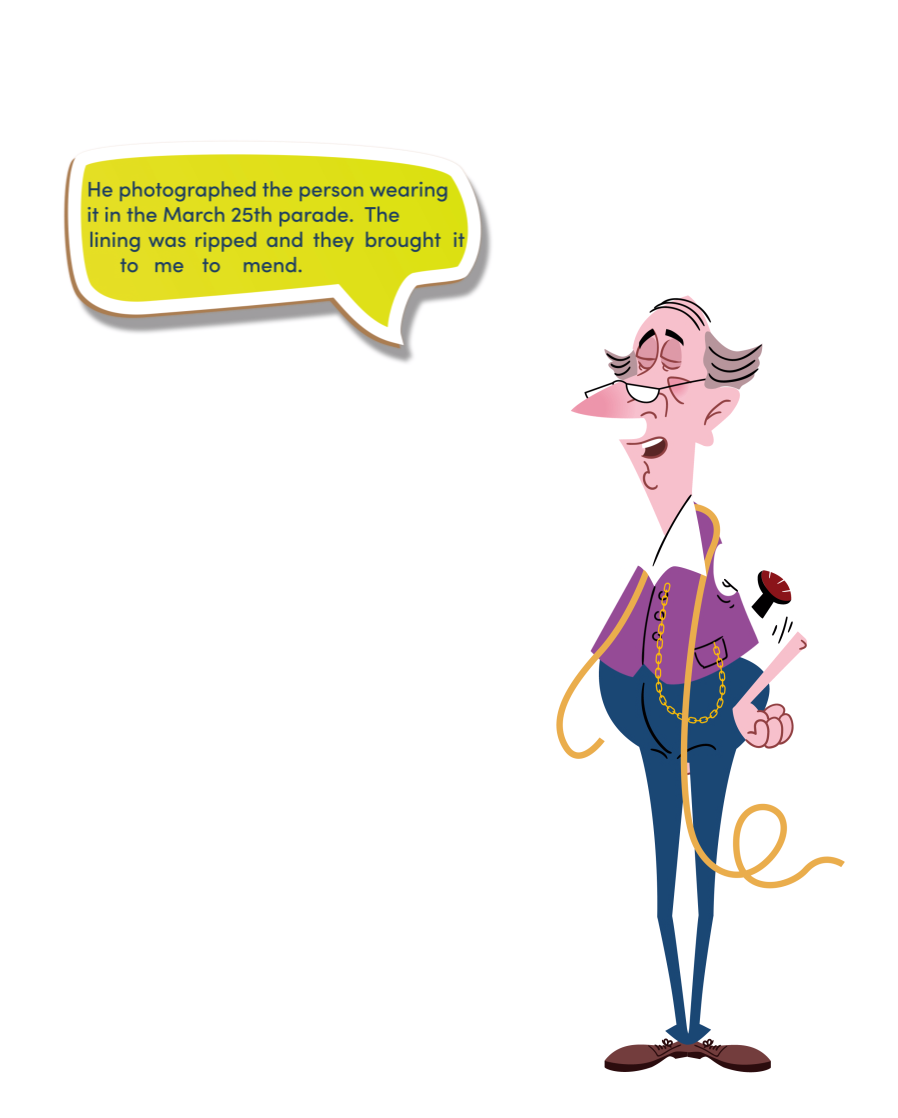 He photographed the person wearing
it in the March 25th parade. The
lining was ripped and they brought it
to me to mend.